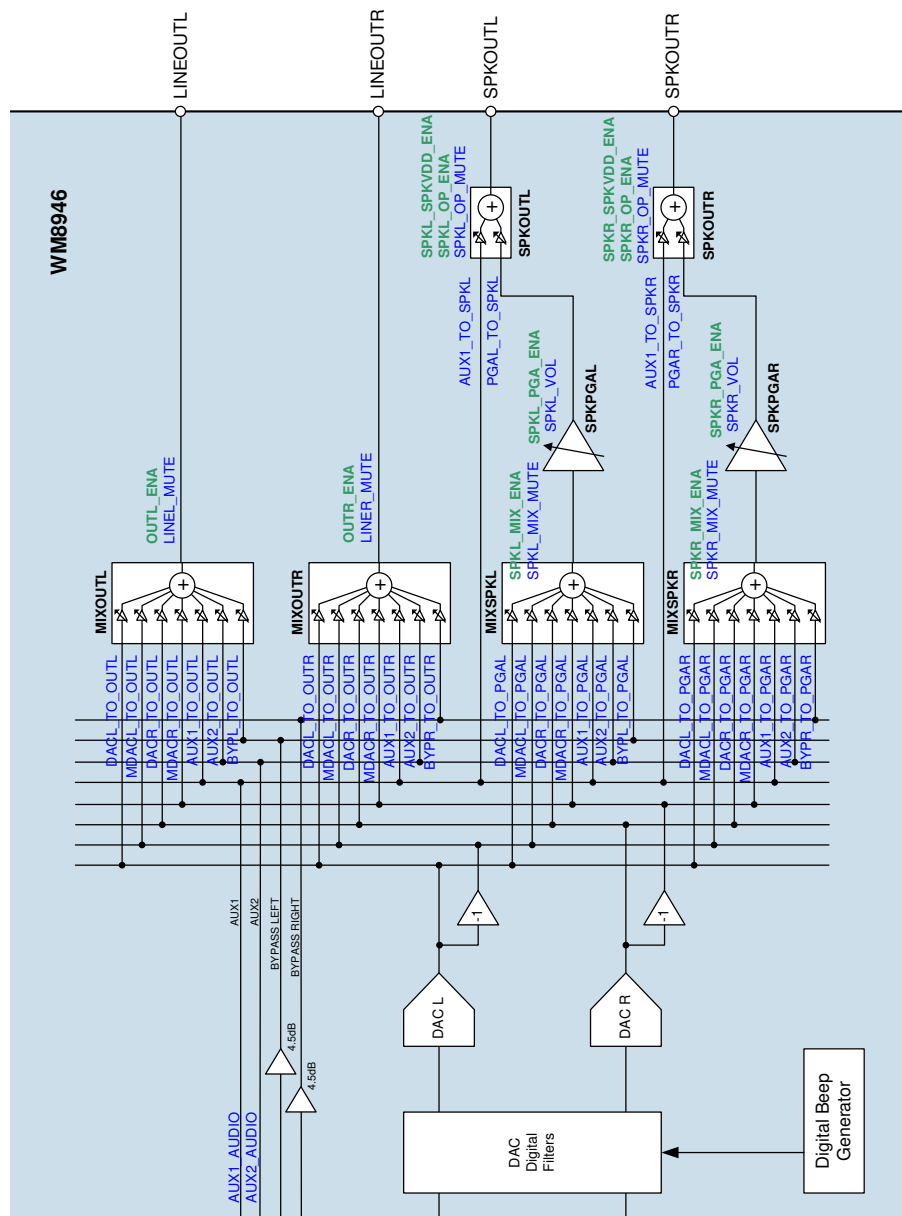 WM8946
LINEOUTL
LINEOUTR
SPKOUTL
SPKOUTR
SPKL_SPKVDD_ENA
SPKL_OP_ENA
SPKL_OP_MUTE
SPKOUTL
SPKR_SPKVDD_ENA
SPKR_OP_ENA
SPKR_OP_MUTE
SPKOUTR
AUX1_TO_SPKL
PGAL_TO_SPKL
AUX1_TO_SPKR
PGAR_TO_SPKR
SPKL_PGA_ENA
SPKL_VOL
SPKPGAL
SPKR_PGA_ENA
SPKR_VOL
SPKPGAR
OUTL_ENA
LINEL_MUTE
OUTR_ENA
LINER_MUTE
SPKL_MIX_ENA
SPKL_MIX_MUTE
SPKR_MIX_ENA
SPKR_MIX_MUTE
MIXOUTL
+
MIXOUTR
+
MIXSPKL
+
MIXSPKR
+
+
+
DACL_TO_OUTL
MDACL_TO_OUTL
DACR_TO_OUTL
MDACR_TO_OUTL
AUX1_TO_OUTL
AUX2_TO_OUTL
BYPL_TO_OUTL
DACL_TO_OUTR
MDACL_TO_OUTR
DACR_TO_OUTR
MDACR_TO_OUTR
AUX1_TO_OUTR
AUX2_TO_OUTR
BYPR_TO_OUTR
DACL_TO_PGAL
MDACL_TO_PGAL
DACR_TO_PGAL
MDACR_TO_PGAL
AUX1_TO_PGAL
AUX2_TO_PGAL
BYPL_TO_PGAL
DACL_TO_PGAR
MDACL_TO_PGAR
DACR_TO_PGAR
MDACR_TO_PGAR
AUX1_TO_PGAR
AUX2_TO_PGAR
BYPR_TO_PGAR
AUX1
AUX2
BYPASS LEFT
BYPASS RIGHT
-1
-1
DAC L
DAC R
4.5dB
4.5dB
AUX1_AUDIO
AUX2_AUDIO
DAC
Digital
Filters
Digital Beep
Generator